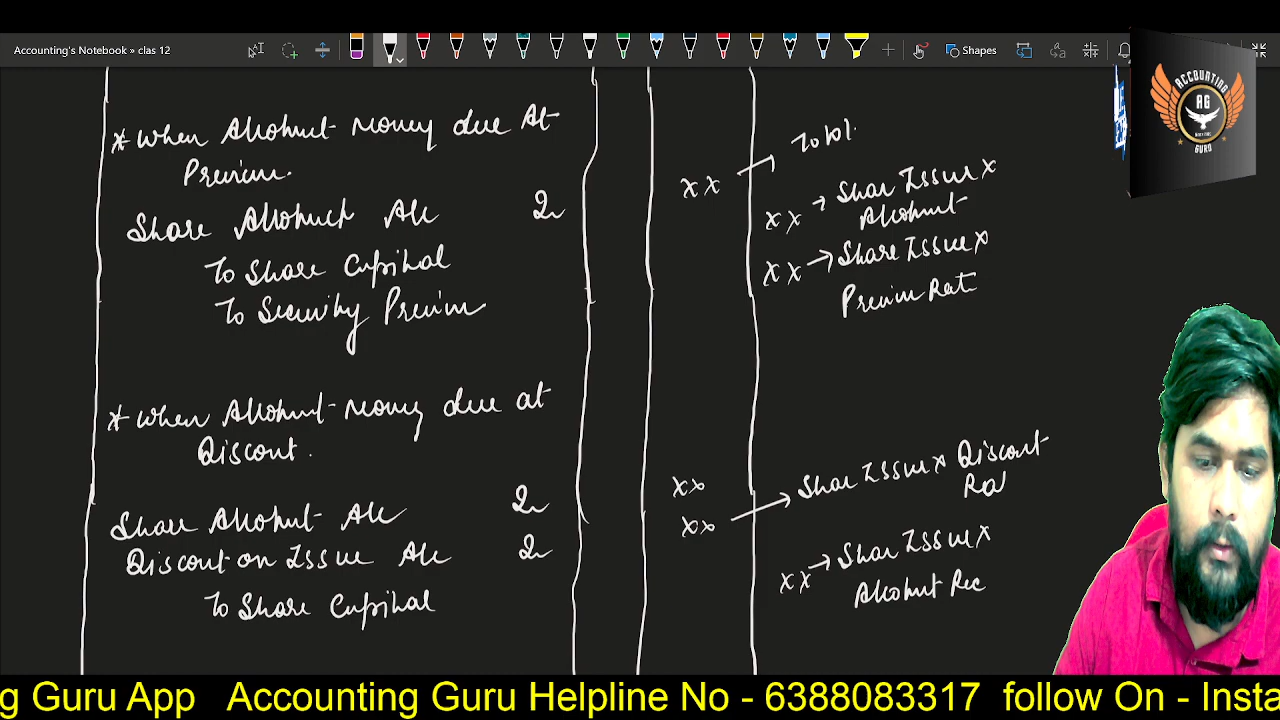 Accounting's Notebook » clas 12
Shapes
ACCOUNTING
AG
GURU
* When Allotment Money due At
Premium.
Total.
xx
Share Allotment A/c Dr
xx → Share Issue x
Allotment
To Share Capital
xx → Share Issue x
Premium Rate
To Security Premium
* When Allotment Money due at
Discount.
Share Allotment A/c Dr
xx
Discount on Issue A/c Dr
xx → Share Issue x Discount
To Share Capital
xx → Share Issue x
Allotment
g Guru App Accounting Guru Helpline No - 6388083317 follow On - Insta